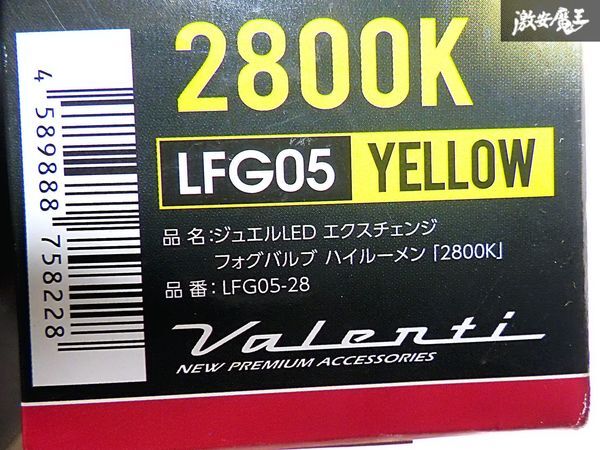 激安魔王
2800K
LFG05 YELLOW
品 名:ジュエルLED エクスチェンジ
フォグバルブ ハイルーメン「2800K」
品 番: LFG05-28
Valenti
NEW PREMIUM ACCESSORIES
4 589888 758228